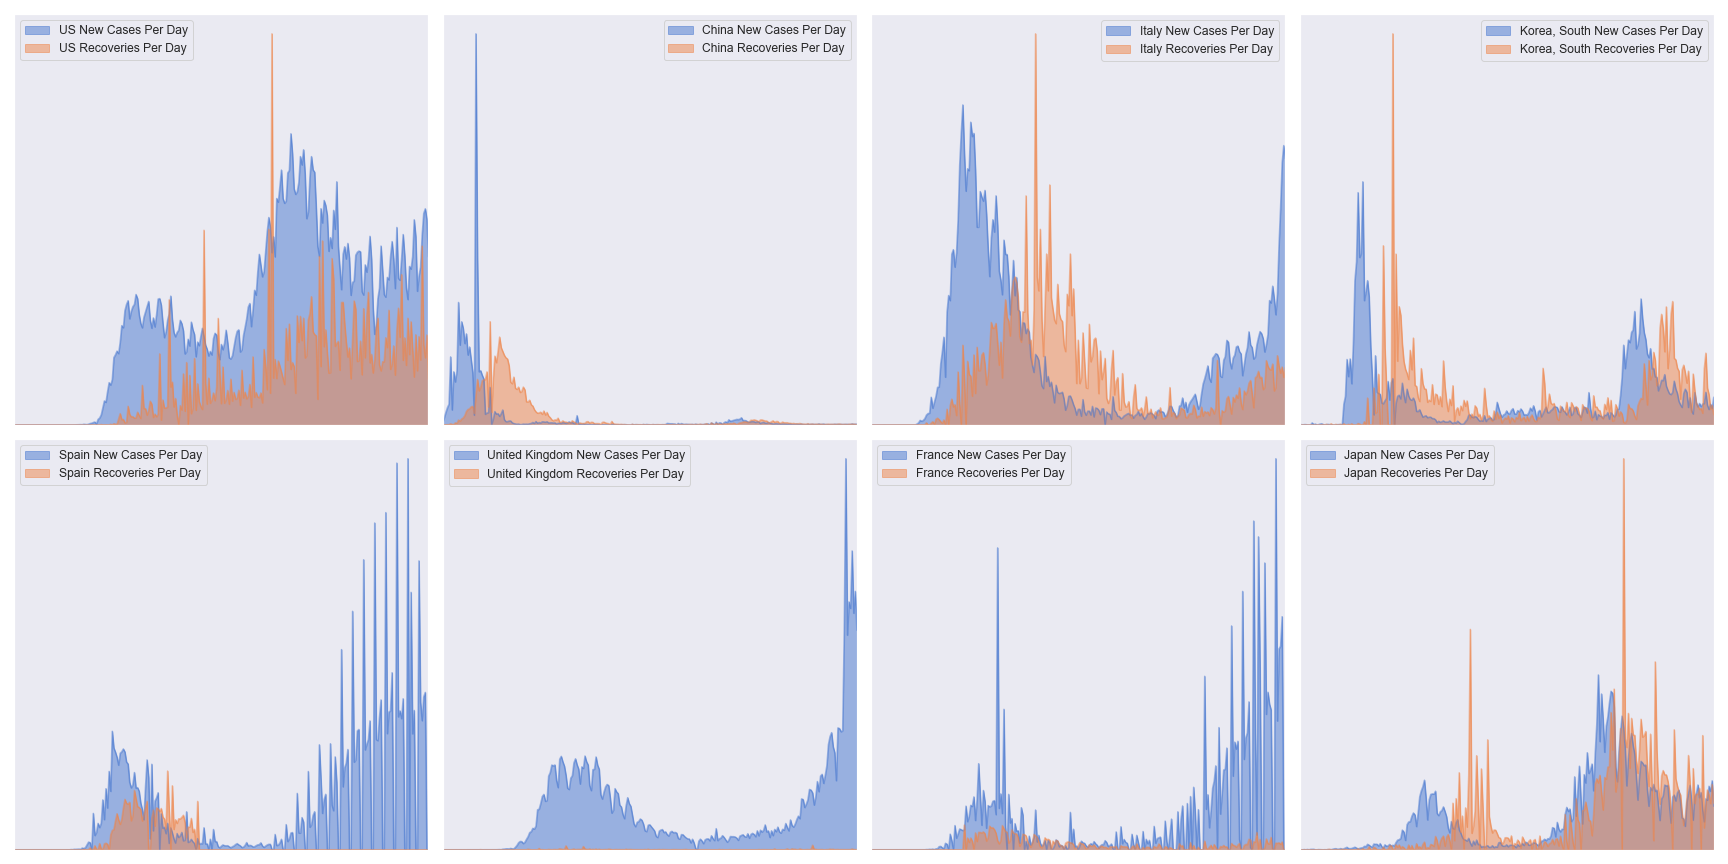 US New Cases Per Day
US Recoveries Per Day
China New Cases Per Day
China Recoveries Per Day
Italy New Cases Per Day
Italy Recoveries Per Day
Korea, South New Cases Per Day
Korea, South Recoveries Per Day
Spain New Cases Per Day
Spain Recoveries Per Day
United Kingdom New Cases Per Day
United Kingdom Recoveries Per Day
France New Cases Per Day
France Recoveries Per Day
Japan New Cases Per Day
Japan Recoveries Per Day